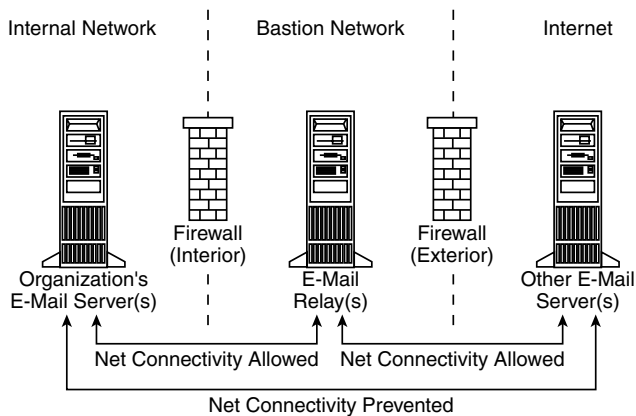 Internal Network
Bastion Network
Internet
Firewall
(Interior)
Firewall
(Exterior)
Organization's
E-Mail Server(s)
E-Mail
Relay(s)
Other E-Mail
Server(s)
Net Connectivity Allowed
Net Connectivity Allowed
Net Connectivity Prevented